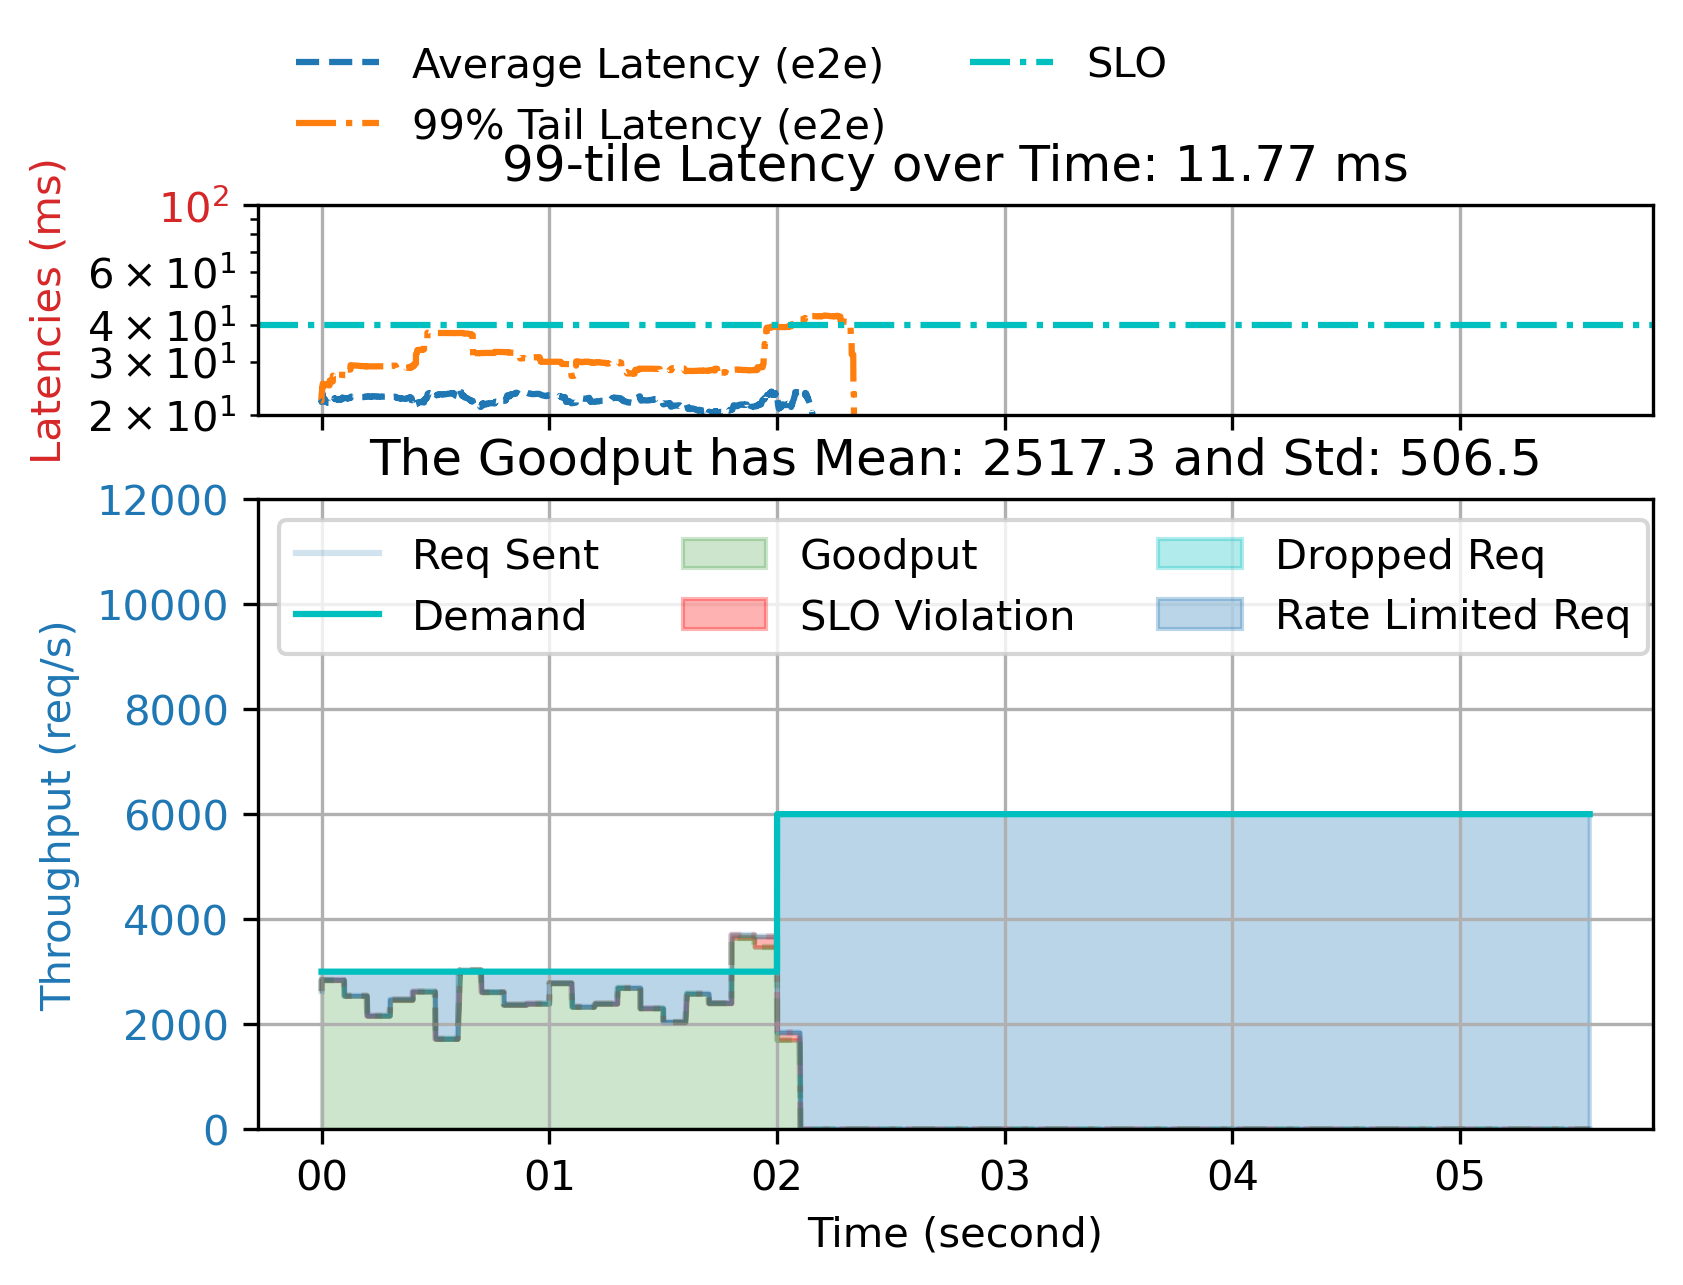 Average Latency (e2e)
SLO
99% Tail Latency (e2e)
99-tile Latency over Time: 11.77 ms
Latencies (ms)
10²
6 × 10¹
4 × 10¹
3 × 10¹
2 × 10¹
The Goodput has Mean: 2517.3 and Std: 506.5
Throughput (req/s)
12000
10000
8000
6000
4000
2000
0
Req Sent
Goodput
Dropped Req
Demand
SLO Violation
Rate Limited Req
00 01 02 03 04 05
Time (second)